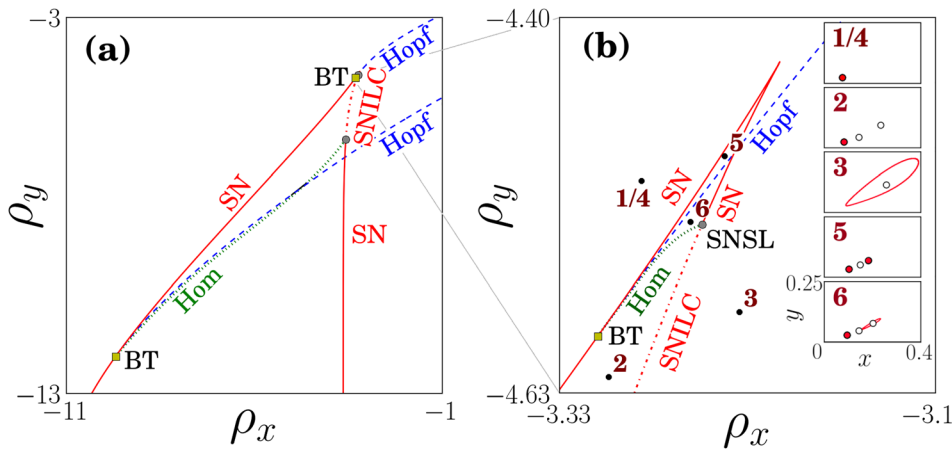 −3
(a)
BT
Hopf
SNILC
Hopf
SN
SN
Hom
BT
ρy
−13
−11
−1
ρx
−4.40
(b)
1/4
5
Hopf
2
SN
1/4
6
SN
3
SNSL
Hom
3
5
SNILC
BT
0.25
6
2
y
0
x
0.4
ρy
−4.63
−3.33
−3.1
ρx